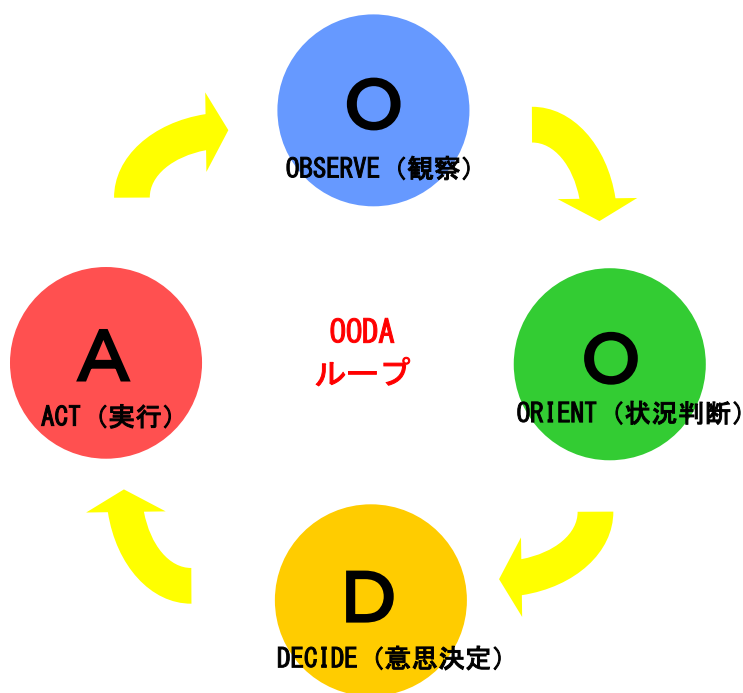 O
OBSERVE (観察)
O
ORIENT (状況判断)
D
DECIDE (意思決定)
A
ACT (実行)
OODA
ループ